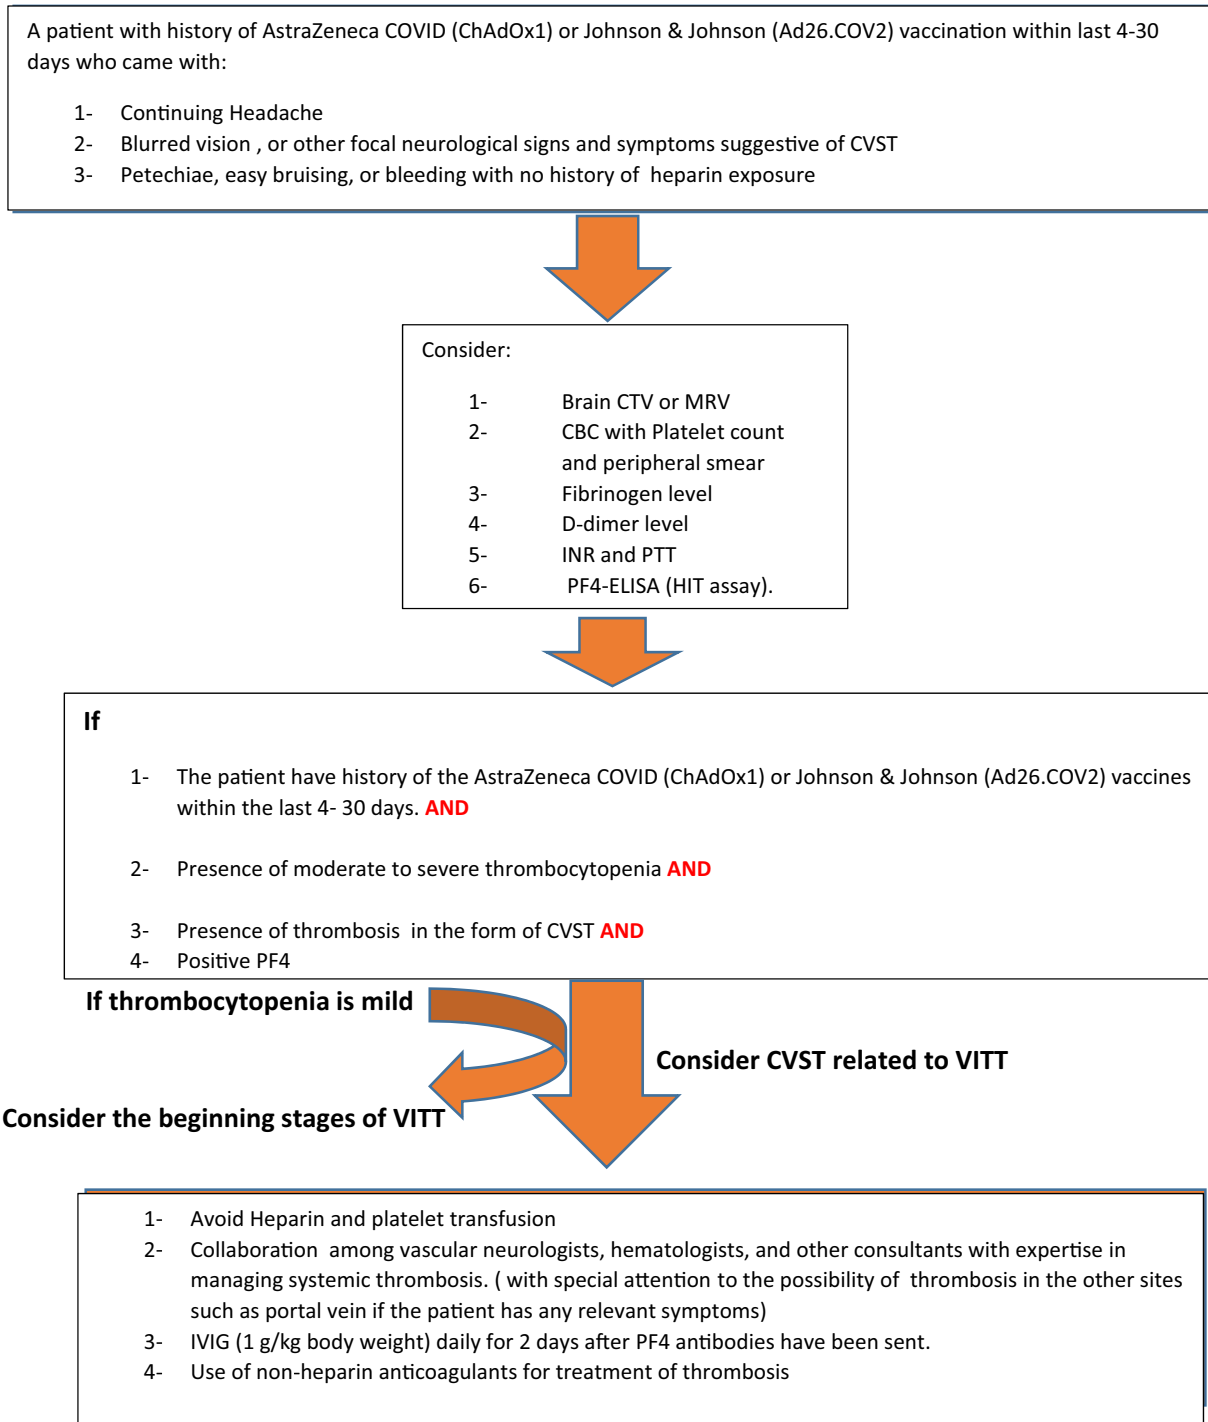 A patient with history of AstraZeneca COVID (ChAdOx1) or Johnson & Johnson (Ad26.COV2) vaccination within last 4-30
days who came with:
1- Continuing Headache
2- Blurred vision , or other focal neurological signs and symptoms suggestive of CVST
3- Petechiae, easy bruising, or bleeding with no history of heparin exposure
Consider:
1- Brain CTV or MRV
2- CBC with Platelet count
and peripheral smear
3- Fibrinogen level
4- D-dimer level
5- INR and PTT
6- PF4-ELISA (HIT assay).
If
1- The patient have history of the AstraZeneca COVID (ChAdOx1) or Johnson & Johnson (Ad26.COV2) vaccines
within the last 4- 30 days. AND
2- Presence of moderate to severe thrombocytopenia AND
3- Presence of thrombosis in the form of CVST AND
4- Positive PF4
If thrombocytopenia is mild
Consider CVST related to VITT
Consider the beginning stages of VITT
1- Avoid Heparin and platelet transfusion
2- Collaboration among vascular neurologists, hematologists, and other consultants with expertise in
managing systemic thrombosis. ( with special attention to the possibility of thrombosis in the other sites
such as portal vein if the patient has any relevant symptoms)
3- IVIG (1 g/kg body weight) daily for 2 days after PF4 antibodies have been sent.
4- Use of non-heparin anticoagulants for treatment of thrombosis